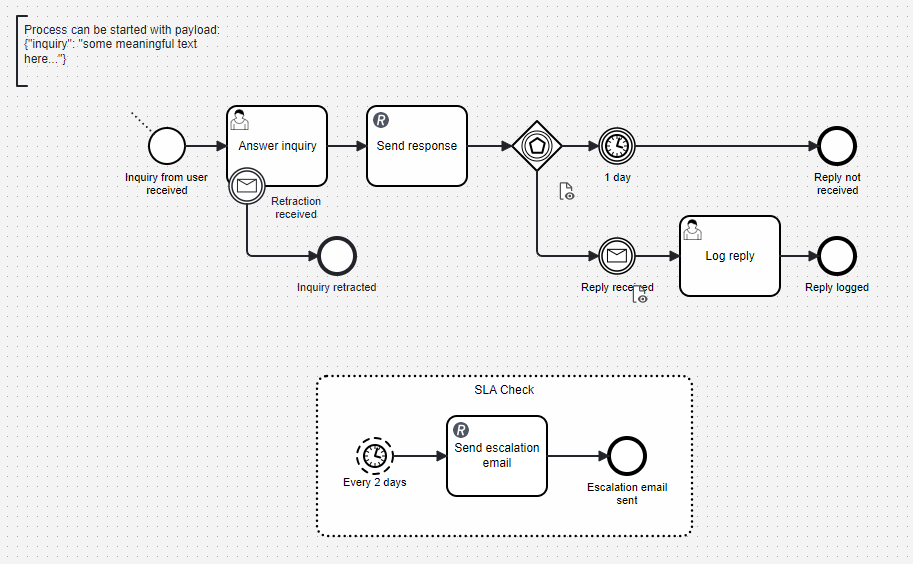 Process can be started with payload:
{"inquiry": "some meaningful text
here..."}
Answer inquiry
R
Send response
Inquiry from user
received
Retraction
received
1 day
Reply not
received
Inquiry retracted
Reply received
Log reply
Reply logged
SLA Check
R
Send escalation
email
Every 2 days
Escalation email
sent